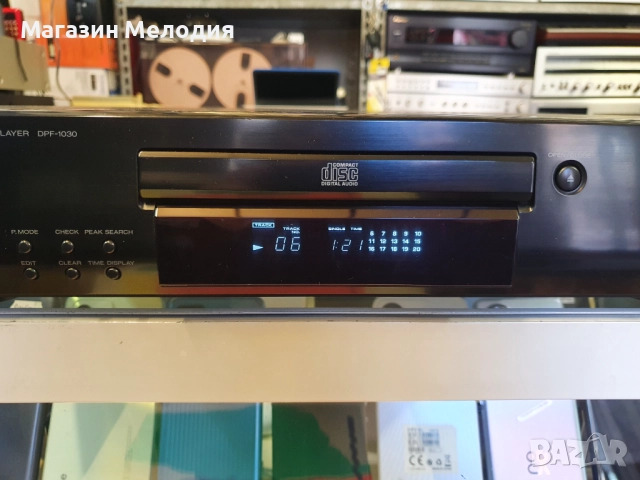 Магазин Мелодия
LAYER DPF-1030
COMPACT
disc
DIGITAL AUDIO
P.MODE CHECK PEAK SEARCH
EDIT CLEAR TIME DISPLAY
TRACK TRACK NO. SINGLE TIME
06 1:21
6 7 8 9 10
11 12 13 14 15
16 17 18 19 20
BAZAR